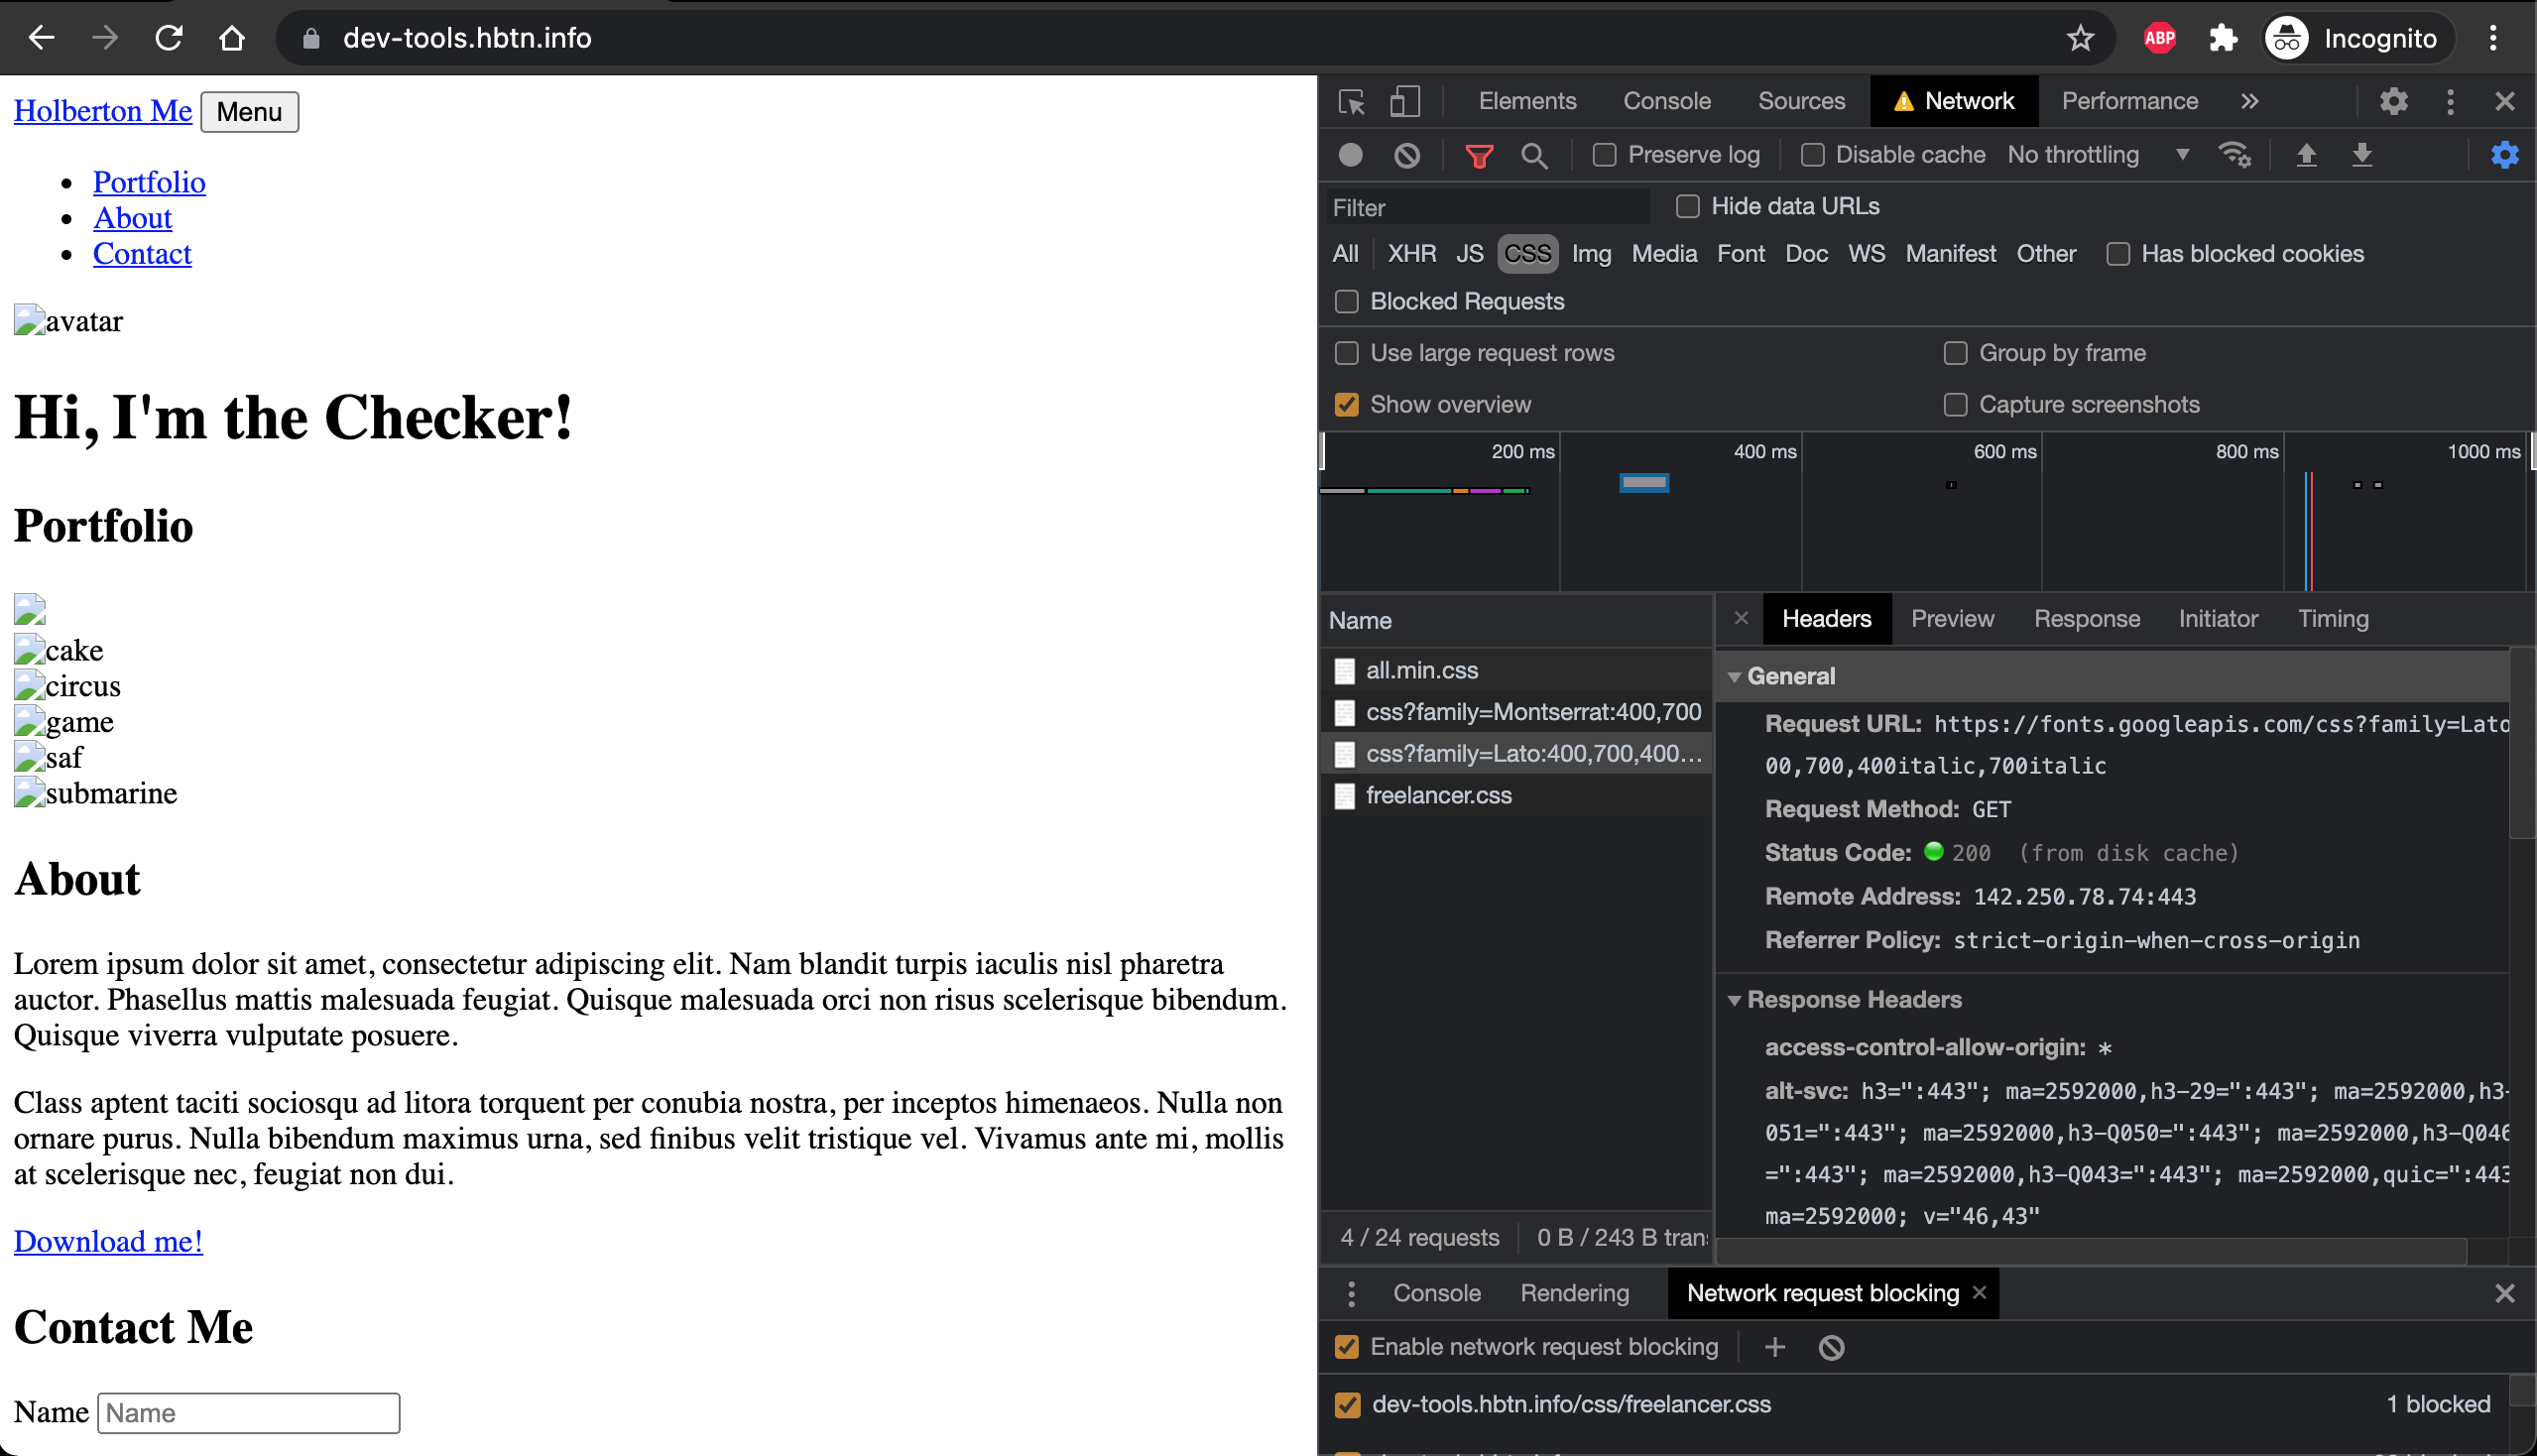 dev-tools.hbtn.info
ABP
Incognito
Holberton Me Menu
Portfolio
About
Contact
avatar
Hi, I'm the Checker!
Portfolio
cake
circus
game
saf
submarine
About
Lorem ipsum dolor sit amet, consectetur adipiscing elit. Nam blandit turpis iaculis nisl pharetra
auctor. Phasellus mattis malesuada feugiat. Quisque malesuada orci non risus scelerisque bibendum.
Quisque viverra vulputate posuere.
Class aptent taciti sociosqu ad litora torquent per conubia nostra, per inceptos himenaeos. Nulla non
ornare purus. Nulla bibendum maximus urna, sed finibus velit tristique vel. Vivamus ante mi, mollis
at scelerisque nec, feugiat non dui.
Download me!
Contact Me
Name Name
Elements Console Sources Network Performance
Preserve log Disable cache No throttling
Filter Hide data URLs
All XHR JS CSS Img Media Font Doc WS Manifest Other Has blocked cookies
Blocked Requests
Use large request rows Group by frame
Show overview Capture screenshots
200 ms 400 ms 600 ms 800 ms 1000 ms
Name
all.min.css
css?family=Montserrat:400,700
css?family=Lato:400,700,400…
freelancer.css
4 / 24 requests 0 B / 243 B tran
Headers Preview Response Initiator Timing
General
Request URL: https://fonts.googleapis.com/css?family=Lato
00,700,400italic,700italic
Request Method: GET
Status Code: 200 (from disk cache)
Remote Address: 142.250.78.74:443
Referrer Policy: strict-origin-when-cross-origin
Response Headers
access-control-allow-origin: *
alt-svc: h3=":443"; ma=2592000,h3-29=":443"; ma=2592000,h3-
051=":443"; ma=2592000,h3-Q050=":443"; ma=2592000,h3-Q046
=":443"; ma=2592000,h3-Q043=":443"; ma=2592000,quic=":443
ma=2592000; v="46,43"
Console Rendering Network request blocking
Enable network request blocking
dev-tools.hbtn.info/css/freelancer.css 1 blocked